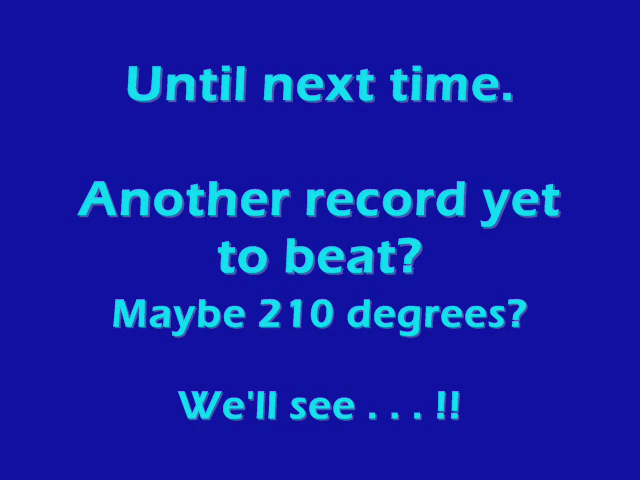 Until next time.
Another record yet
to beat?
Maybe 210 degrees?
We'll see . . . !!